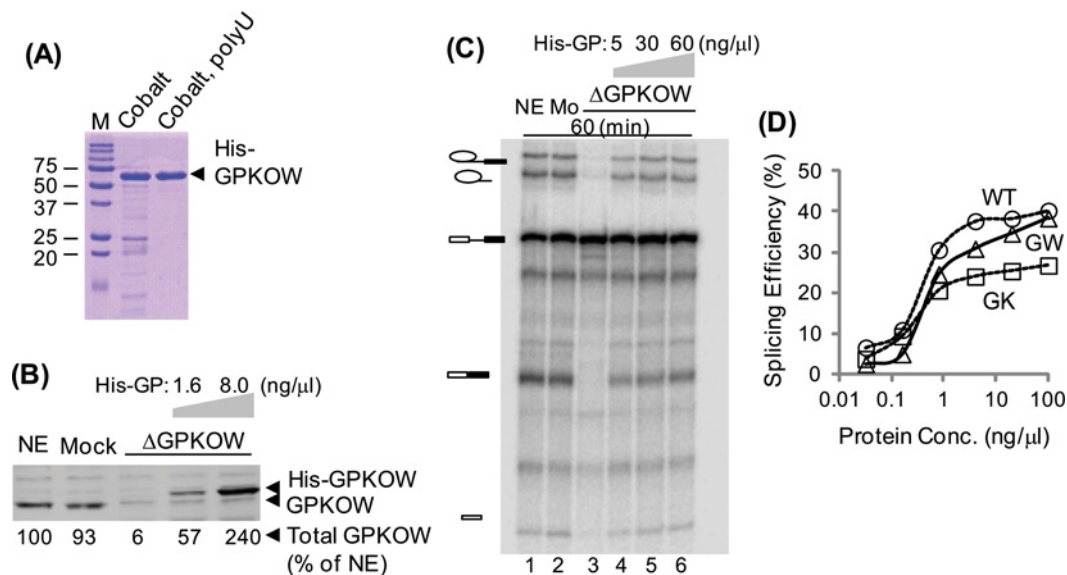 (A)
M
Cobalt
Cobalt, polyU
His-
GPKOW
75
50
37
25
20
(B)
His-GP: 1.6 8.0 (ng/µl)
NE Mock ΔGPKOW
His-GPKOW
GPKOW
100 93 6 57 240 Total GPKOW
(% of NE)
(C)
His-GP: 5 30 60 (ng/µl)
ΔGPKOW
NE Mo
60 (min)
1 2 3 4 5 6
(D)
Splicing Efficiency (%)
50
40
30
20
10
0
WT
GW
GK
0.01 0.1 1 10 100
Protein Conc. (ng/µl)